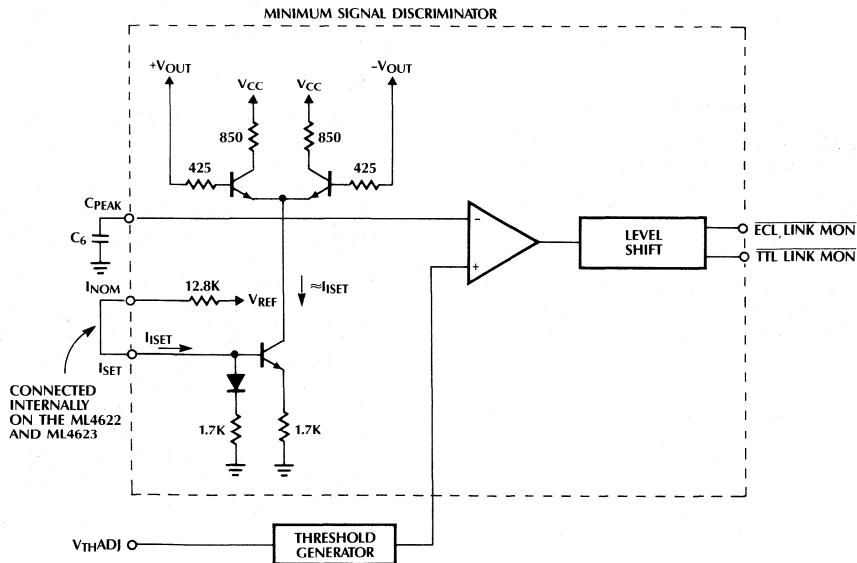 MINIMUM SIGNAL DISCRIMINATOR
+VOUT
VCC
VCC
–VOUT
850
850
425
425
CPEAK
C6
–
+
LEVEL
SHIFT
ECL LINK MON
TTL LINK MON
INOM
12.8K
VREF
≈IISET
IISET
ISET
CONNECTED
INTERNALLY
ON THE ML4622
AND ML4623
1.7K
1.7K
VTHADJ
THRESHOLD
GENERATOR